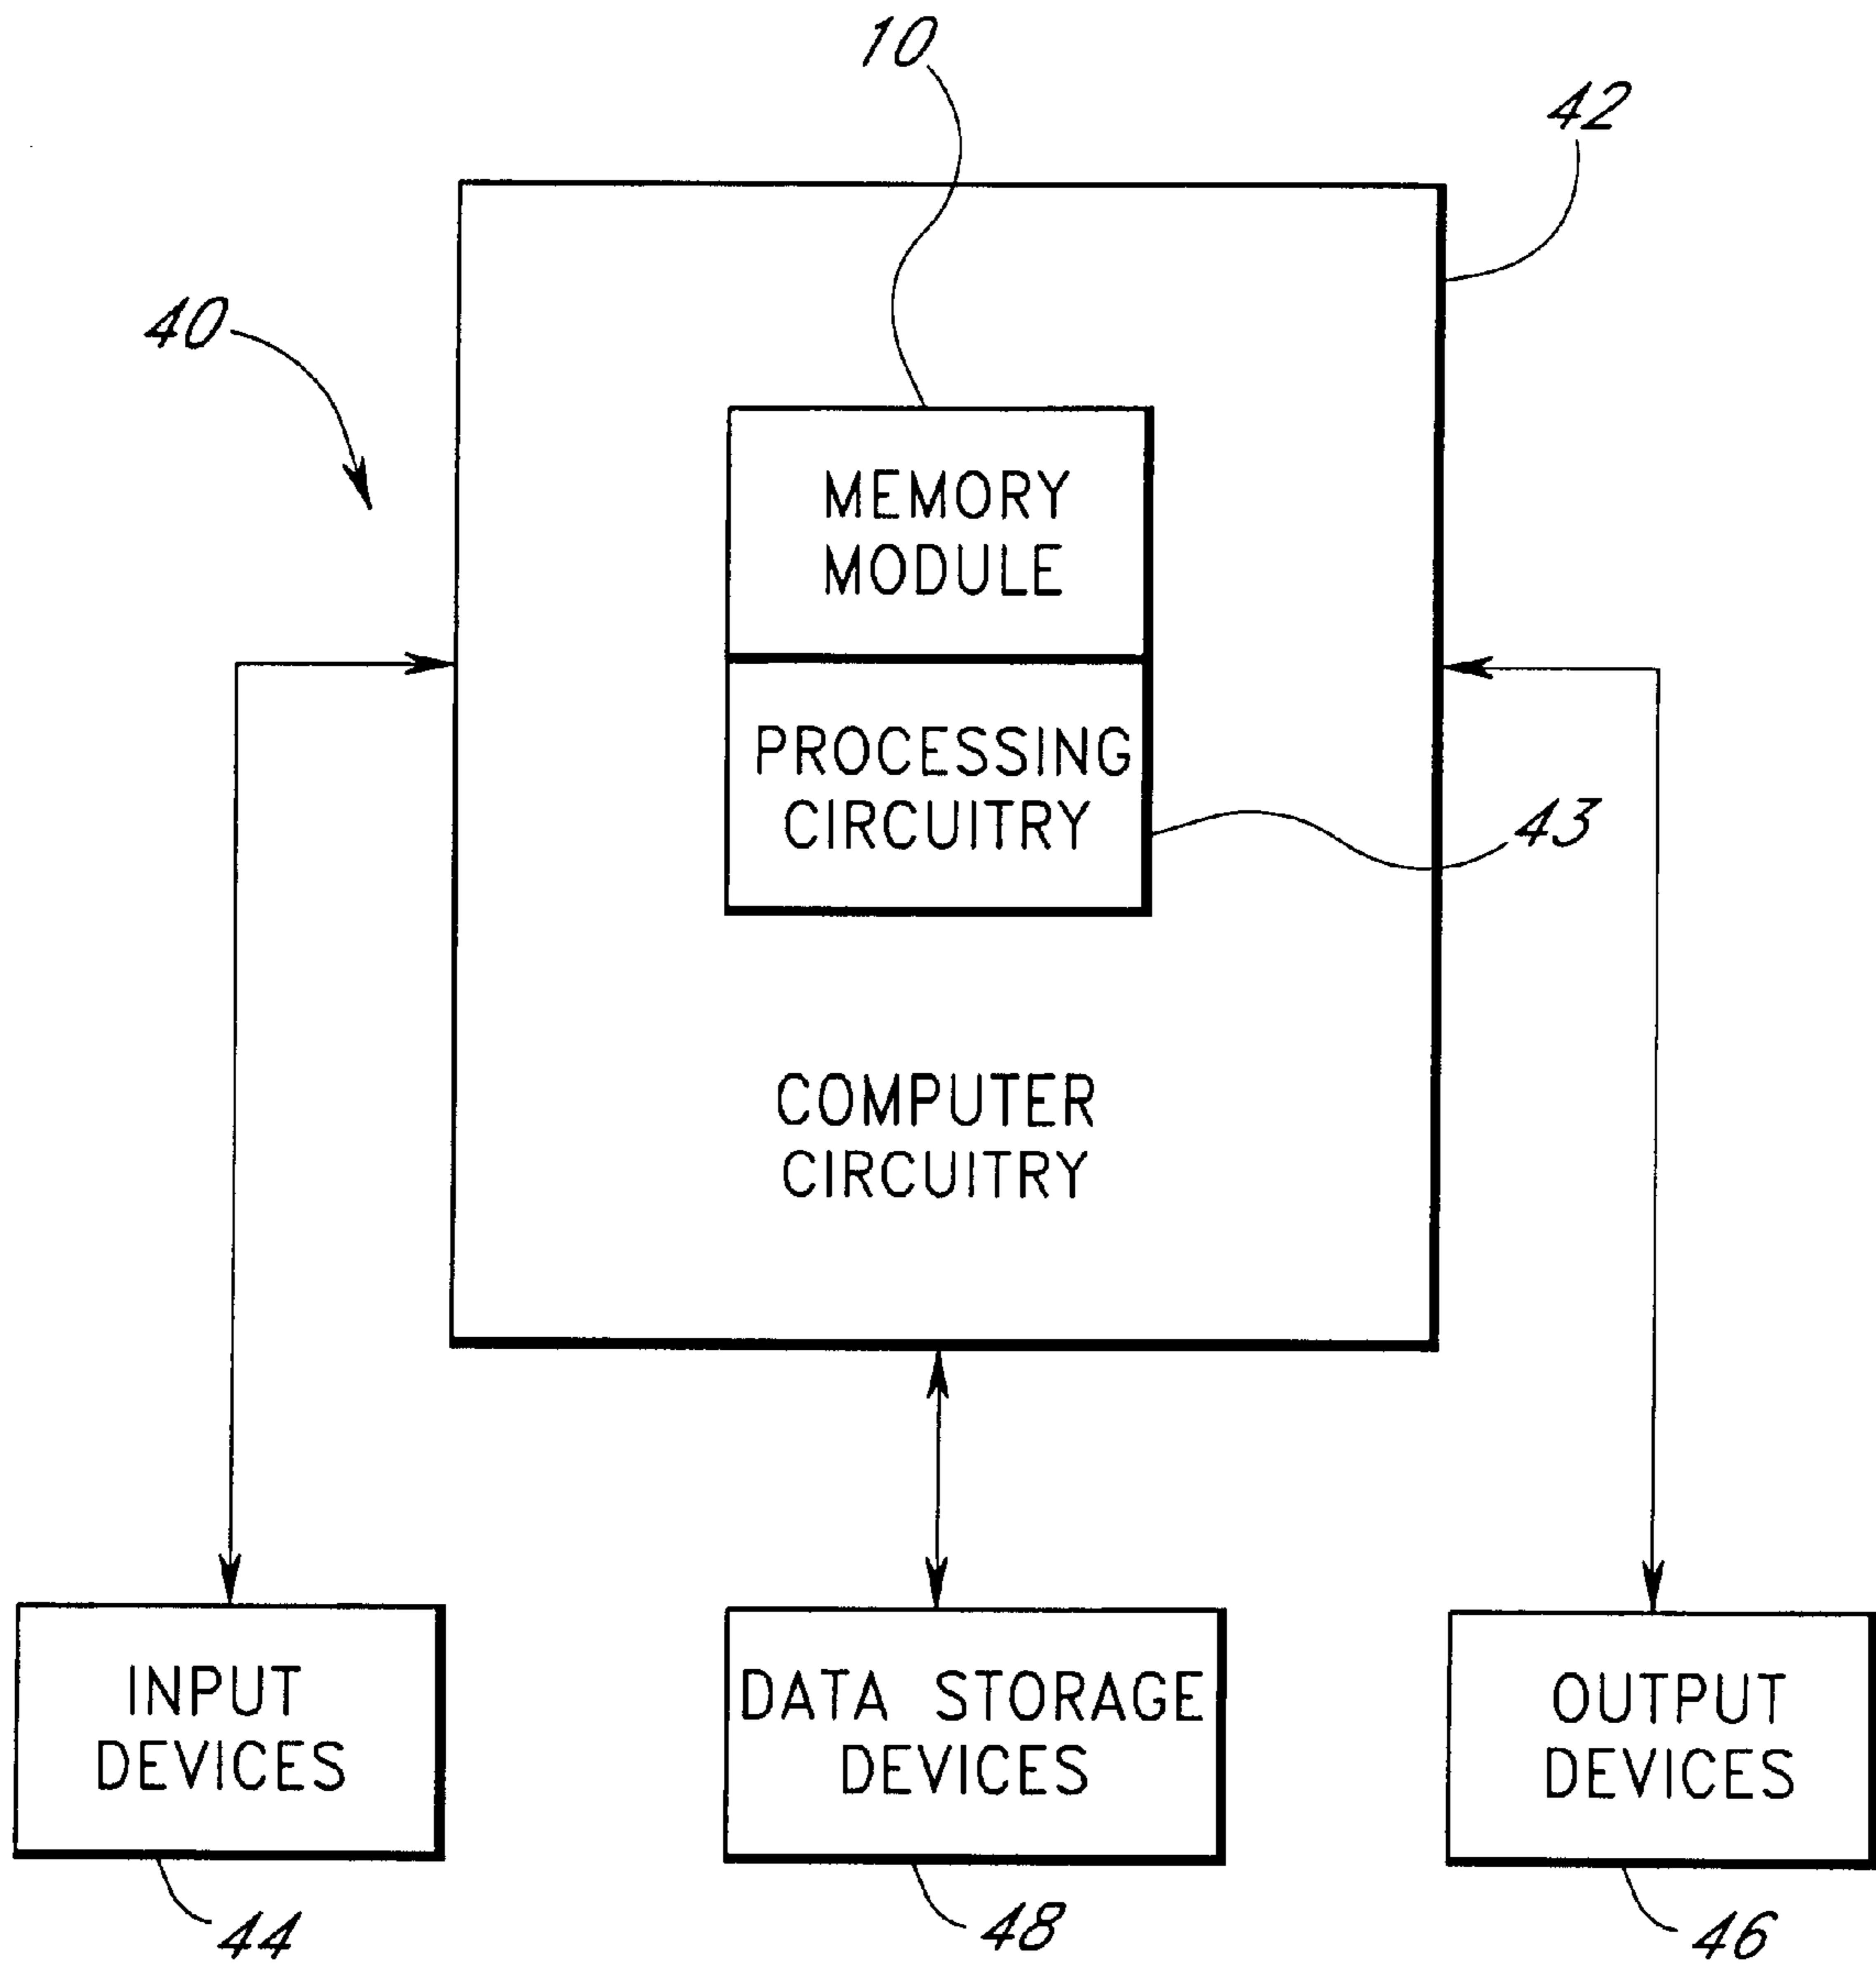 10
42
40
MEMORY
MODULE
PROCESSING
CIRCUITRY
43
COMPUTER
CIRCUITRY
INPUT
DEVICES
DATA STORAGE
DEVICES
OUTPUT
DEVICES
44
48
46